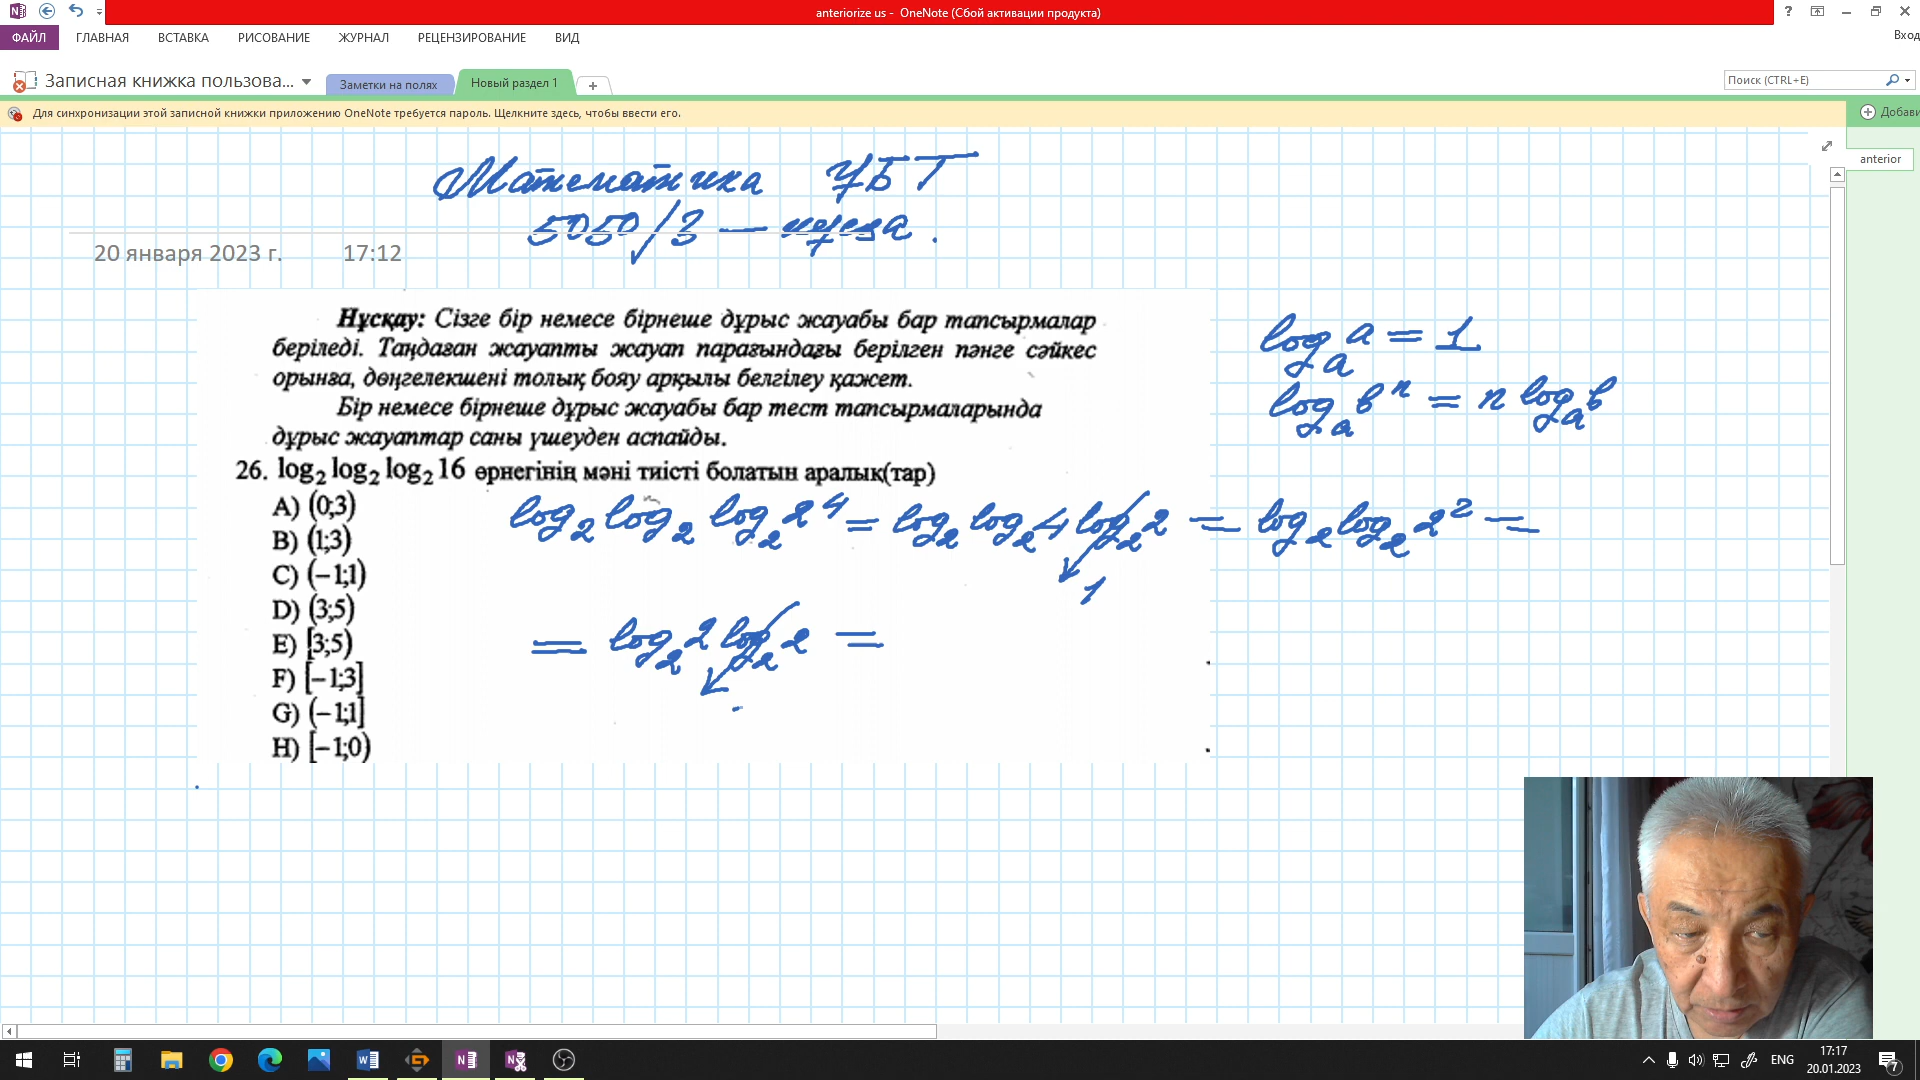 anteriorize us - OneNote (Сбой активации продукта)
ФАЙЛ ГЛАВНАЯ ВСТАВКА РИСОВАНИЕ ЖУРНАЛ РЕЦЕНЗИРОВАНИЕ ВИД
Вход
Записная книжка пользова... Заметки на полях Новый раздел 1
Поиск (CTRL+E)
Для синхронизации этой записной книжки приложению OneNote требуется пароль. Щелкните здесь, чтобы ввести его.
Добави
anterior
Математика ҰБТ
5050/3 – нұсқа.
20 января 2023 г. 17:12
Нұсқау: Сізге бір немесе бірнеше дұрыс жауабы бар тапсырмалар
беріледі. Таңдаған жауапты жауап парағындағы берілген пәнге сәйкес
орынға, дөңгелекшені толық бояу арқылы белгілеу қажет.
Бір немесе бірнеше дұрыс жауабы бар тест тапсырмаларында
дұрыс жауаптар саны үшеуден аспайды.
log_a a = 1
log_a b^n = n log_a b
26. log₂ log₂ log₂ 16 өрнегінің мәні тиісті болатын аралық(тар)
A) (0;3)
B) (1;3)
C) (−1;1)
D) (3;5)
E) [3;5)
F) [−1;3]
G) (−1;1]
H) [−1;0)
log₂ log₂ log₂ 2⁴ = log₂ log₂ 4 log₂ 2 = log₂ log₂ 2² =
1
= log₂ 2 log₂ 2 =
ENG
17:17
20.01.2023
7